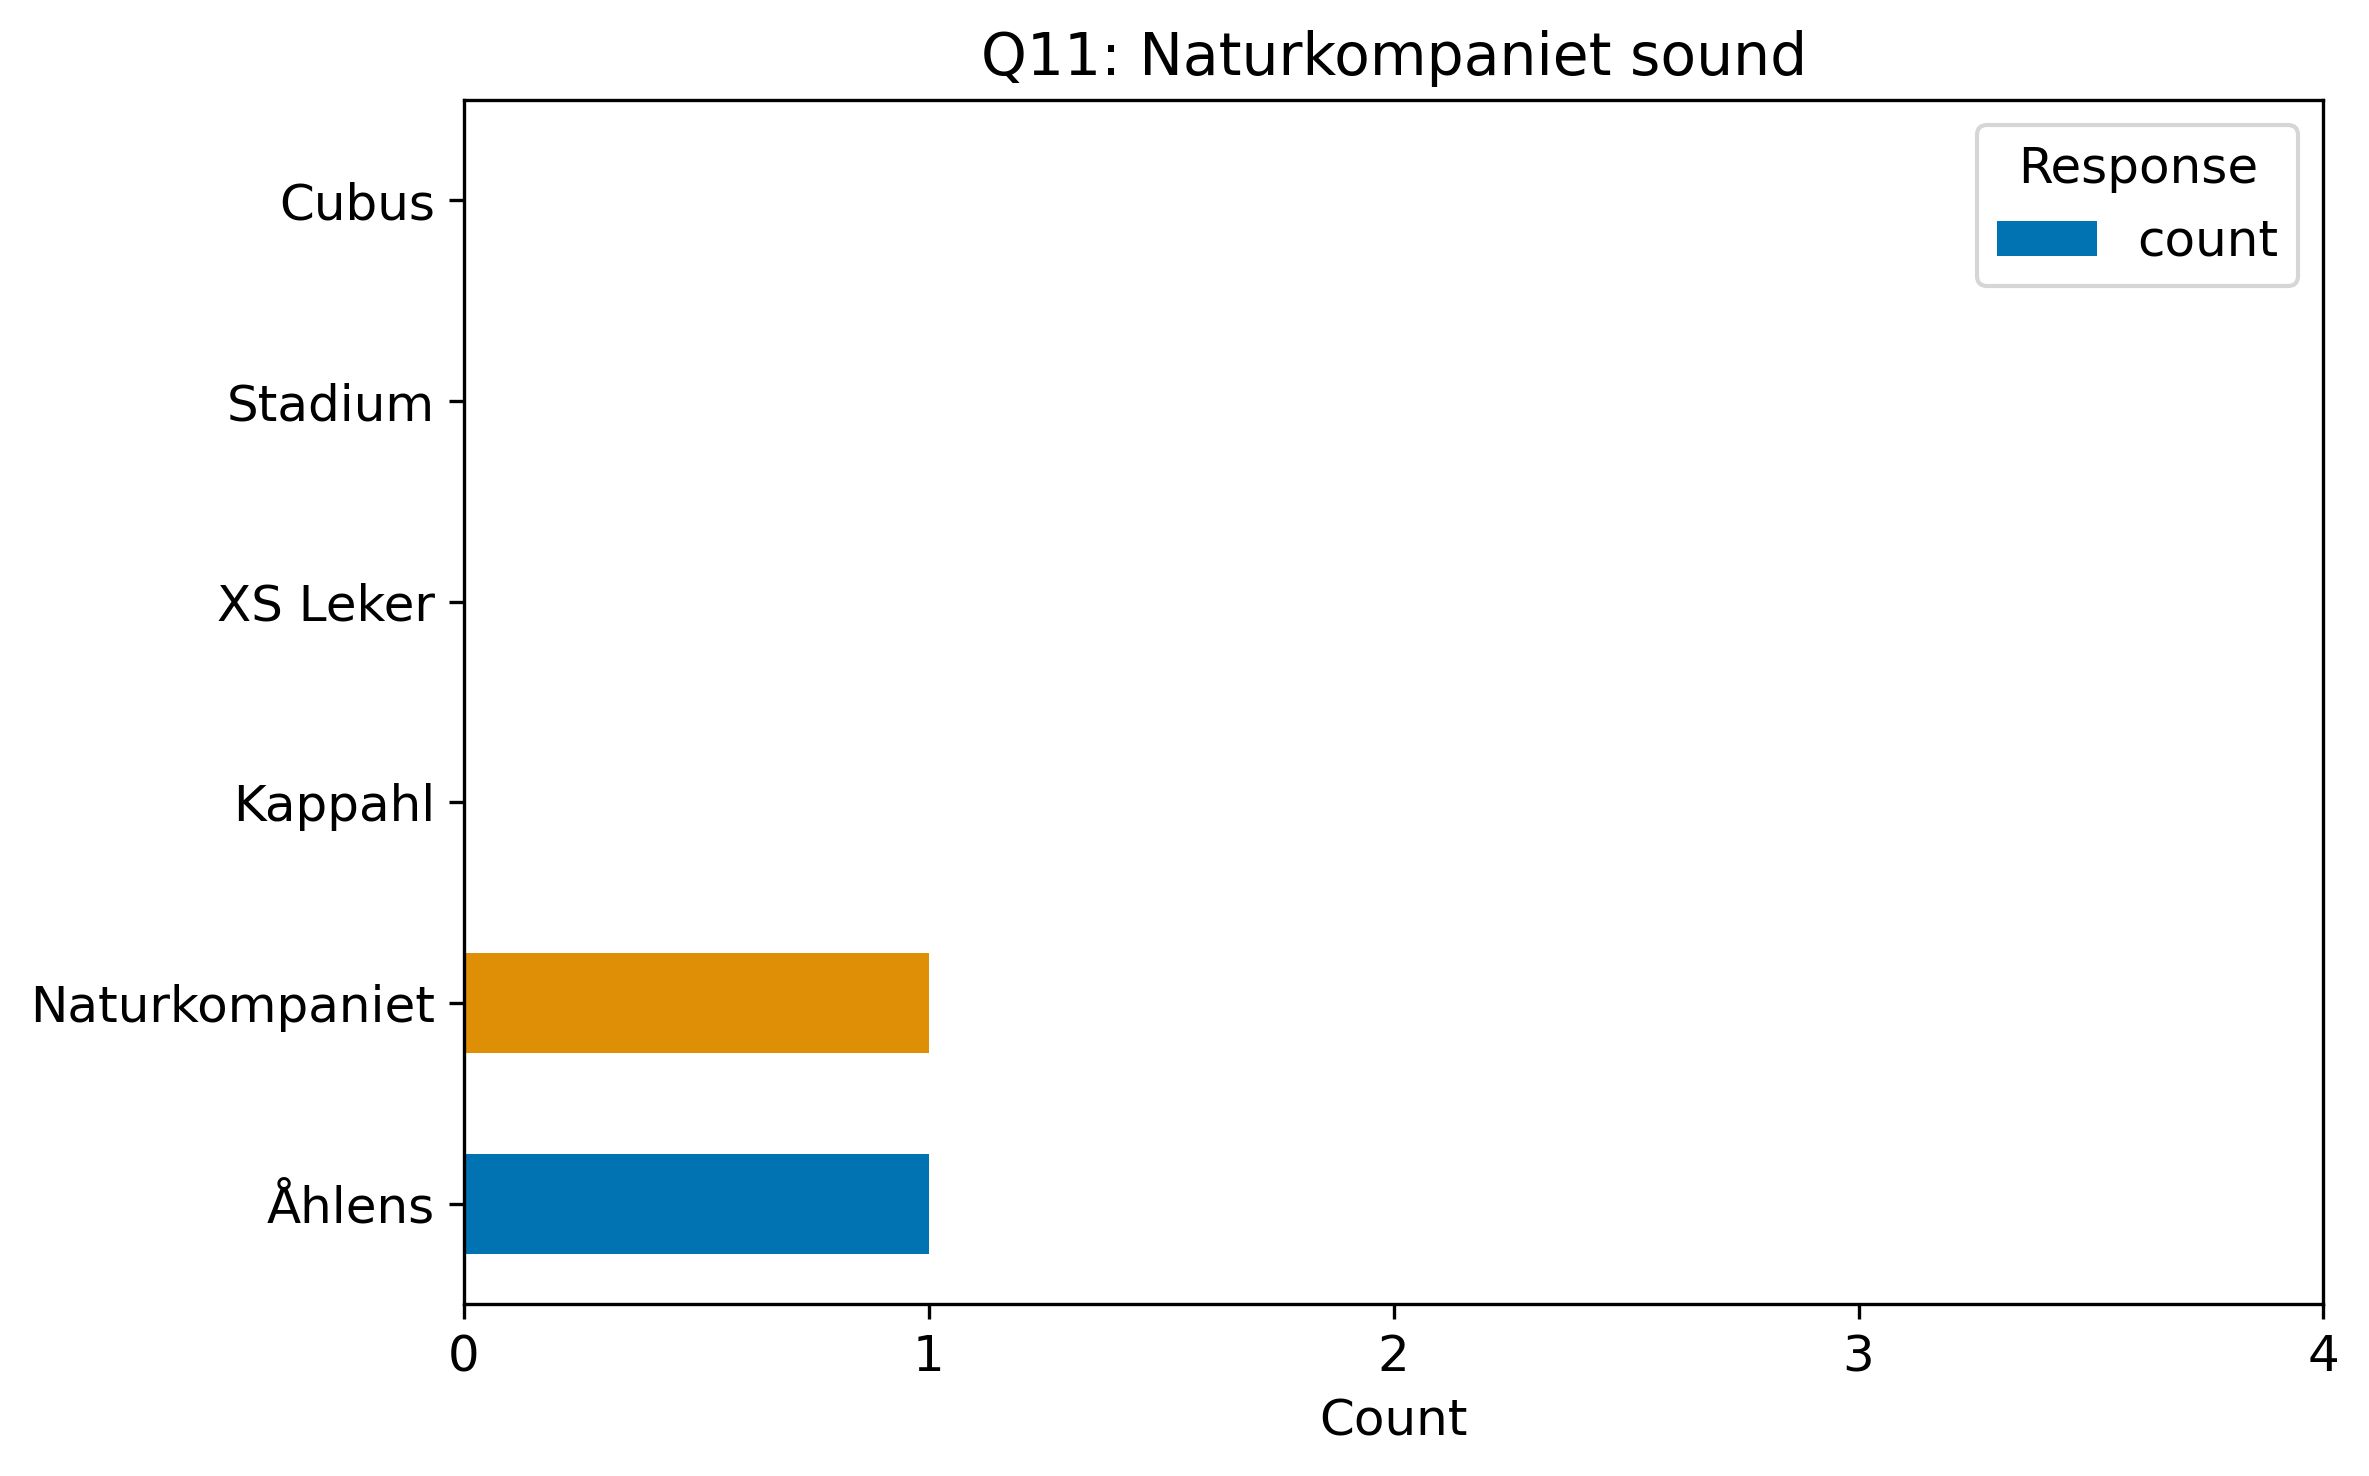 Q11: Naturkompaniet sound
Response
count
Cubus
Stadium
XS Leker
Kappahl
Naturkompaniet
Åhlens
0 1 2 3 4
Count